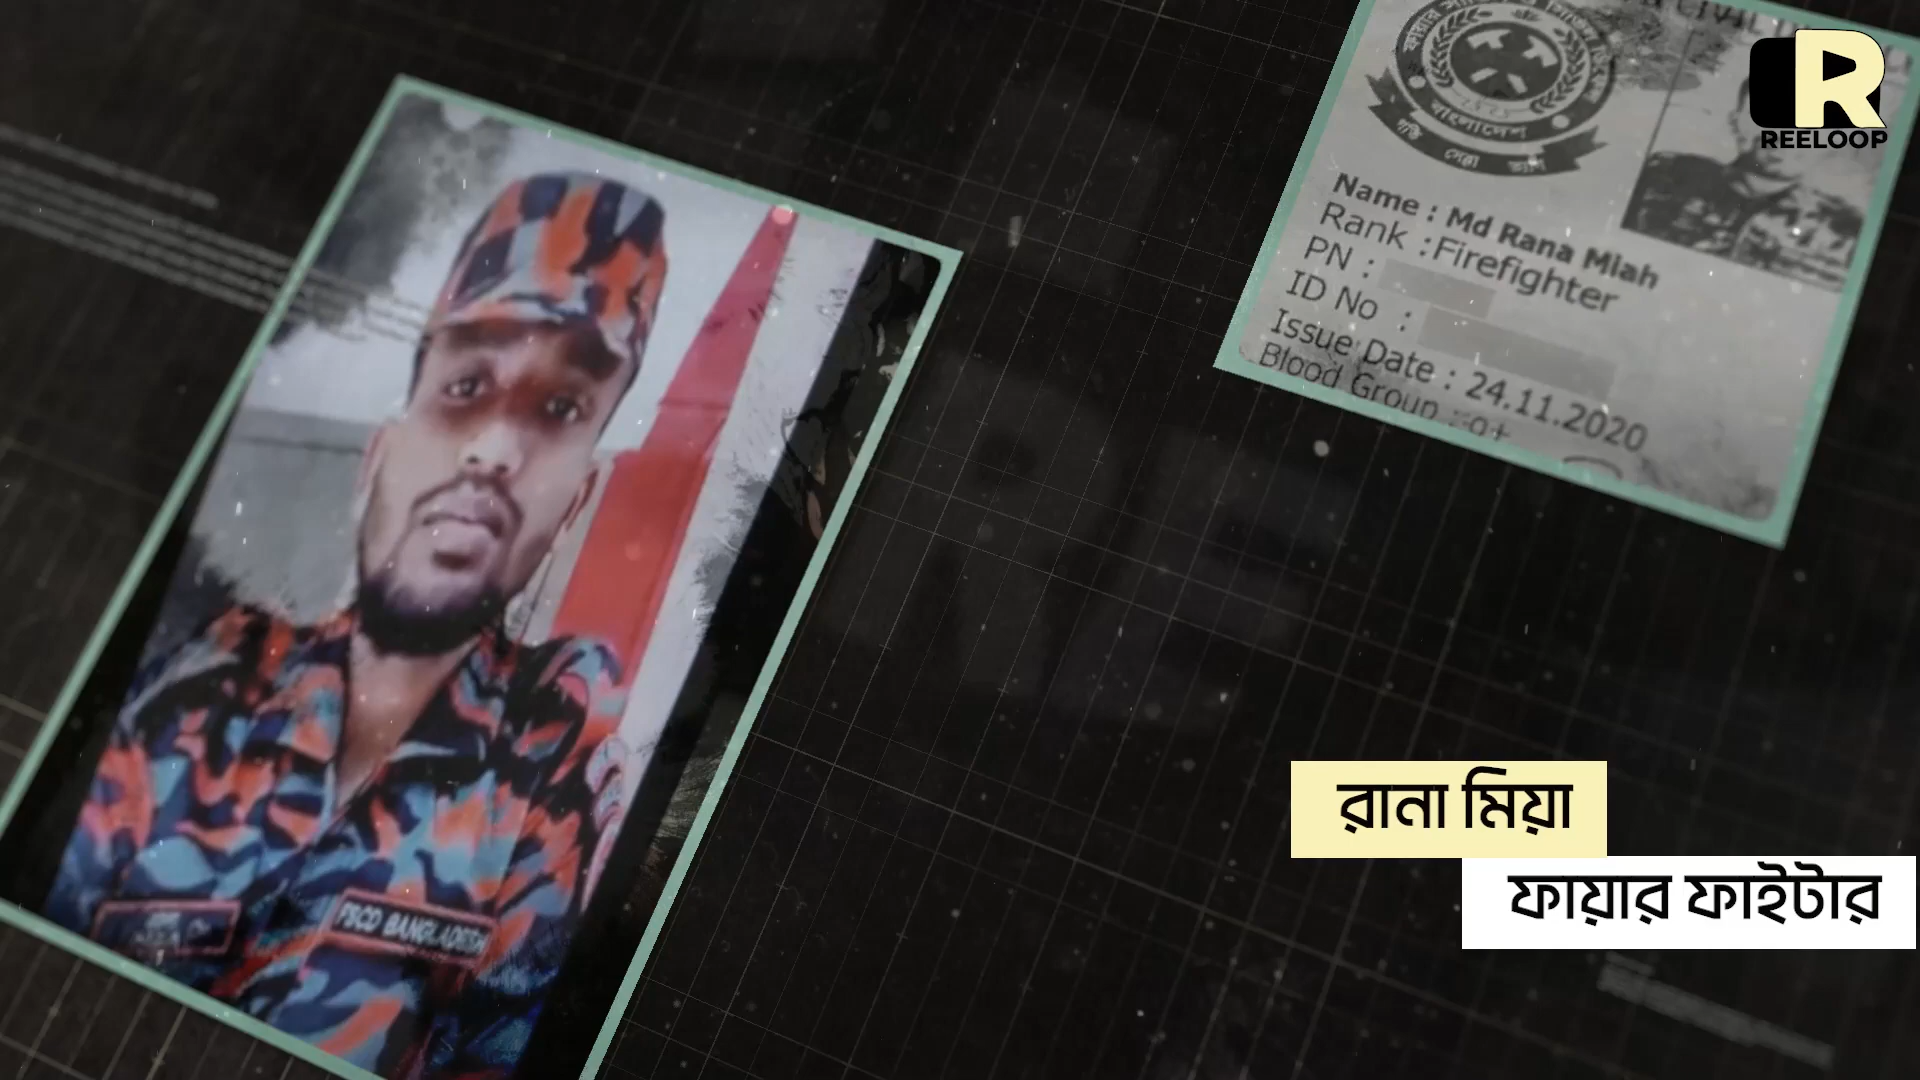 REELOOP
বাংলাদেশ
সেবা
Name : Md Rana Miah
Rank : Firefighter
PN :
ID No :
Issue Date : 24.11.2020
Blood Group
FSCD BANGLADESH
রানা মিয়া
ফায়ার ফাইটার